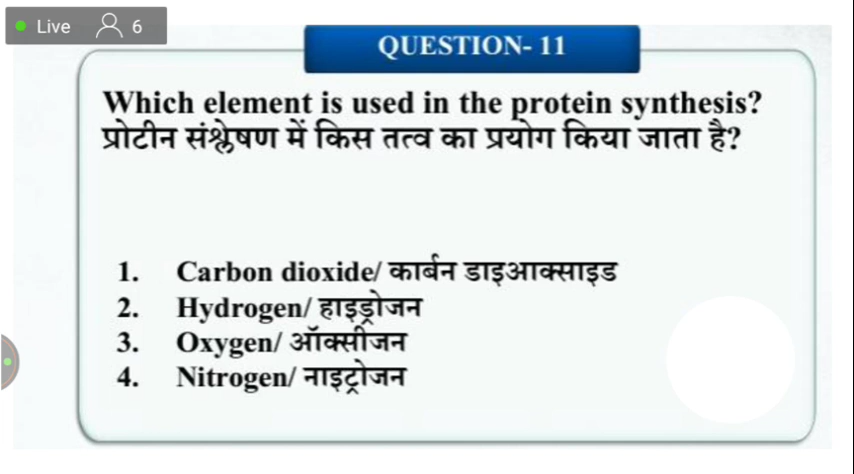 Live 6
QUESTION- 11
Which element is used in the protein synthesis?
प्रोटीन संश्लेषण में किस तत्व का प्रयोग किया जाता है?
1. Carbon dioxide/ कार्बन डाइआक्साइड
2. Hydrogen/ हाइड्रोजन
3. Oxygen/ ऑक्सीजन
4. Nitrogen/ नाइट्रोजन